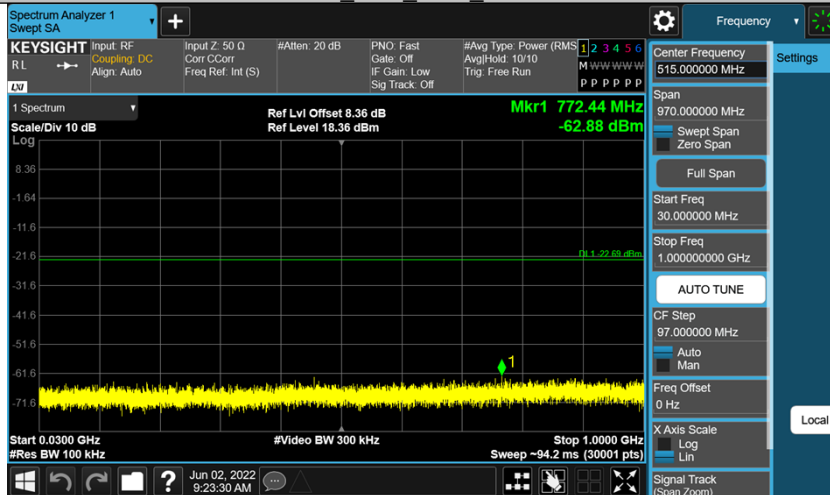 Spectrum Analyzer 1
Swept SA
+
Frequency
KEYSIGHT
R L
LXI
Input: RF
Coupling: DC
Align: Auto
Input Z: 50 Ω
Corr CCorr
Freq Ref: Int (S)
#Atten: 20 dB
PNO: Fast
Gate: Off
IF Gain: Low
Sig Track: Off
#Avg Type: Power (RMS
Avg|Hold: 10/10
Trig: Free Run
1 2 3 4 5 6
M W W W W W
P P P P P P
1 Spectrum
Scale/Div 10 dB
Log
Ref Lvl Offset 8.36 dB
Ref Level 18.36 dBm
Mkr1 772.44 MHz
-62.88 dBm
8.36
-1.64
-11.6
-21.6
-31.6
-41.6
-51.6
-61.6
-71.6
DL1 -22.69 dBm
1
Start 0.0300 GHz
#Res BW 100 kHz
#Video BW 300 kHz
Stop 1.0000 GHz
Sweep ~94.2 ms (30001 pts)
?
Jun 02, 2022
9:23:30 AM
Center Frequency
515.000000 MHz
Span
970.000000 MHz
Swept Span
Zero Span
Full Span
Start Freq
30.000000 MHz
Stop Freq
1.000000000 GHz
AUTO TUNE
CF Step
97.000000 MHz
Auto
Man
Freq Offset
0 Hz
X Axis Scale
Log
Lin
Signal Track
(Span Zoom)
Settings
Local